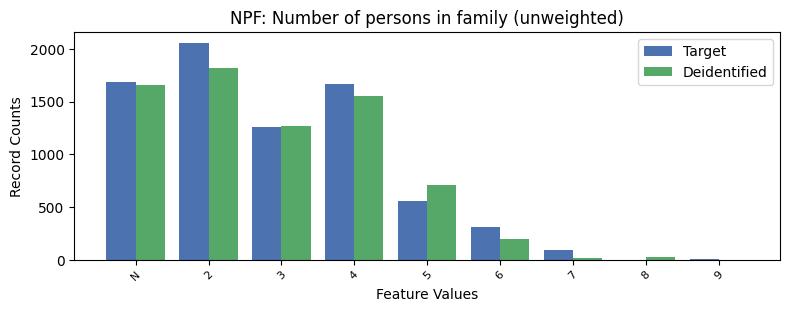 NPF: Number of persons in family (unweighted)
Target
Deidentified
2000
1500
1000
500
0
Record Counts
N 2 3 4 5 6 7 8 9
Feature Values